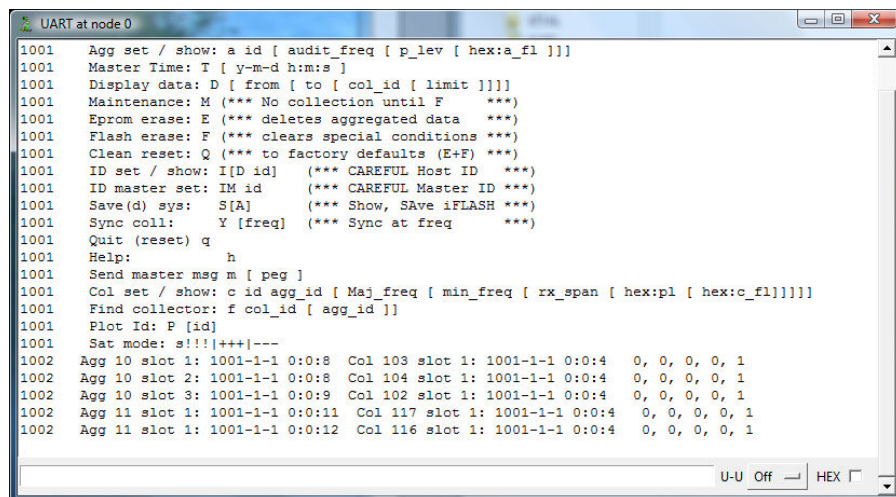 UART at node 0
1001 Agg set / show: a id [ audit_freq [ p_lev [ hex:a_fl ]]]
1001 Master Time: T [ y-m-d h:m:s ]
1001 Display data: D [ from [ to [ col_id [ limit ]]]]
1001 Maintenance: M (*** No collection until F ***)
1001 Eprom erase: E (*** deletes aggregated data ***)
1001 Flash erase: F (*** clears special conditions ***)
1001 Clean reset: Q (*** to factory defaults (E+F) ***)
1001 ID set / show: I[D id] (*** CAREFUL Host ID ***)
1001 ID master set: IM id (*** CAREFUL Master ID ***)
1001 Save(d) sys: S[A] (*** Show, SAve iFLASH ***)
1001 Sync coll: Y [freq] (*** Sync at freq ***)
1001 Quit (reset) q
1001 Help: h
1001 Send master msg m [ peg ]
1001 Col set / show: c id agg_id [ Maj_freq [ min_freq [ rx_span [ hex:pl [ hex:c_fl]]]]]
1001 Find collector: f col_id [ agg_id ]]
1001 Plot Id: P [id]
1001 Sat mode: s!!!|+++|---
1002 Agg 10 slot 1: 1001-1-1 0:0:8 Col 103 slot 1: 1001-1-1 0:0:4 0, 0, 0, 0, 1
1002 Agg 10 slot 2: 1001-1-1 0:0:8 Col 104 slot 1: 1001-1-1 0:0:4 0, 0, 0, 0, 1
1002 Agg 10 slot 3: 1001-1-1 0:0:9 Col 102 slot 1: 1001-1-1 0:0:4 0, 0, 0, 0, 1
1002 Agg 11 slot 1: 1001-1-1 0:0:11 Col 117 slot 1: 1001-1-1 0:0:4 0, 0, 0, 0, 1
1002 Agg 11 slot 1: 1001-1-1 0:0:12 Col 116 slot 1: 1001-1-1 0:0:4 0, 0, 0, 0, 1
U-U Off HEX